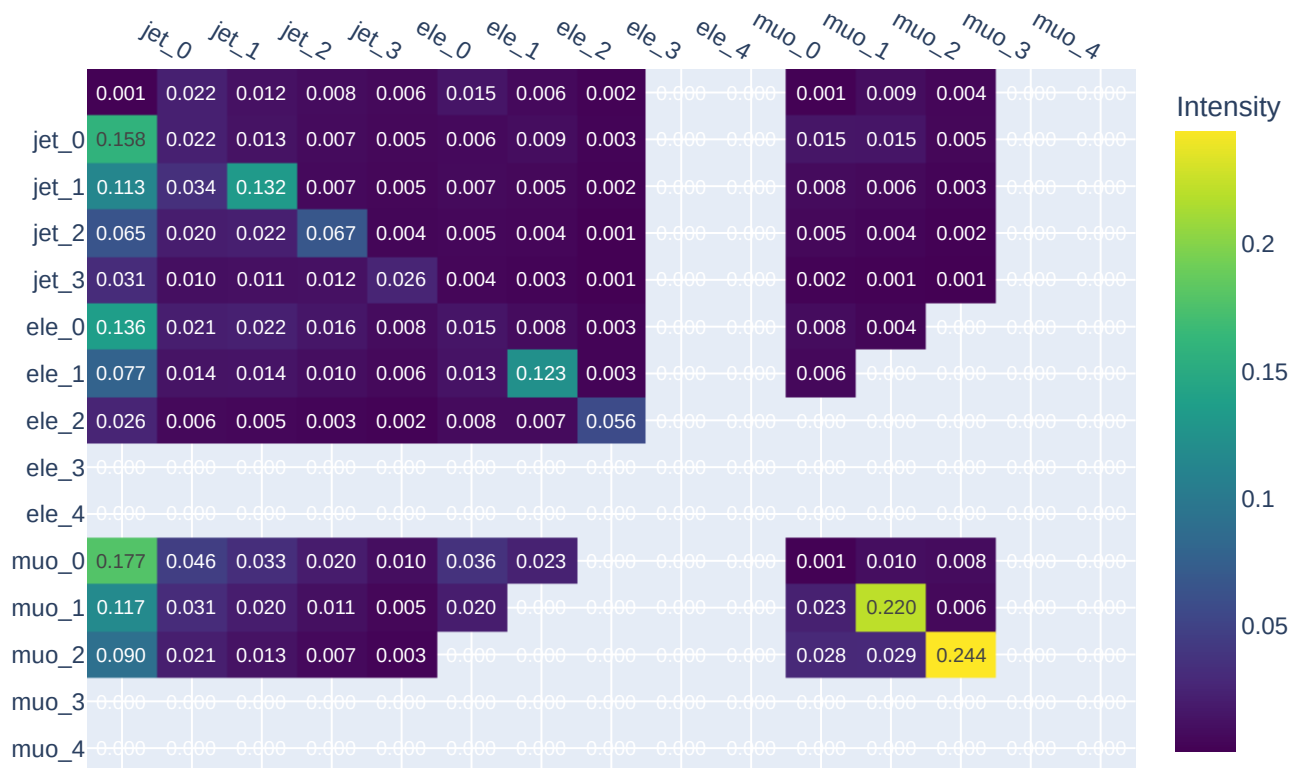 jet_0 jet_1 jet_2 jet_3 ele_0 ele_1 ele_2 ele_3 ele_4 muo_0 muo_1 muo_2 muo_3 muo_4
0.001 0.022 0.012 0.008 0.006 0.015 0.006 0.002 0.000 0.000 0.001 0.009 0.004 0.000 0.000
jet_0 0.158 0.022 0.013 0.007 0.005 0.006 0.009 0.003 0.000 0.000 0.015 0.015 0.005 0.000 0.000
jet_1 0.113 0.034 0.132 0.007 0.005 0.007 0.005 0.002 0.000 0.000 0.008 0.006 0.003 0.000 0.000
jet_2 0.065 0.020 0.022 0.067 0.004 0.005 0.004 0.001 0.000 0.000 0.005 0.004 0.002 0.000 0.000
jet_3 0.031 0.010 0.011 0.012 0.026 0.004 0.003 0.001 0.000 0.000 0.002 0.001 0.001 0.000 0.000
ele_0 0.136 0.021 0.022 0.016 0.008 0.015 0.008 0.003 0.000 0.000 0.008 0.004 0.000 0.000 0.000
ele_1 0.077 0.014 0.014 0.010 0.006 0.013 0.123 0.003 0.000 0.000 0.006 0.000 0.000 0.000 0.000
ele_2 0.026 0.006 0.005 0.003 0.002 0.008 0.007 0.056 0.000 0.000 0.000 0.000 0.000 0.000 0.000
ele_3 0.000 0.000 0.000 0.000 0.000 0.000 0.000 0.000 0.000 0.000 0.000 0.000 0.000 0.000 0.000
ele_4 0.000 0.000 0.000 0.000 0.000 0.000 0.000 0.000 0.000 0.000 0.000 0.000 0.000 0.000 0.000
muo_0 0.177 0.046 0.033 0.020 0.010 0.036 0.023 0.000 0.000 0.000 0.001 0.010 0.008 0.000 0.000
muo_1 0.117 0.031 0.020 0.011 0.005 0.020 0.000 0.000 0.000 0.000 0.023 0.220 0.006 0.000 0.000
muo_2 0.090 0.021 0.013 0.007 0.003 0.000 0.000 0.000 0.000 0.000 0.028 0.029 0.244 0.000 0.000
muo_3 0.000 0.000 0.000 0.000 0.000 0.000 0.000 0.000 0.000 0.000 0.000 0.000 0.000 0.000 0.000
muo_4 0.000 0.000 0.000 0.000 0.000 0.000 0.000 0.000 0.000 0.000 0.000 0.000 0.000 0.000 0.000
Intensity
0.2
0.15
0.1
0.05